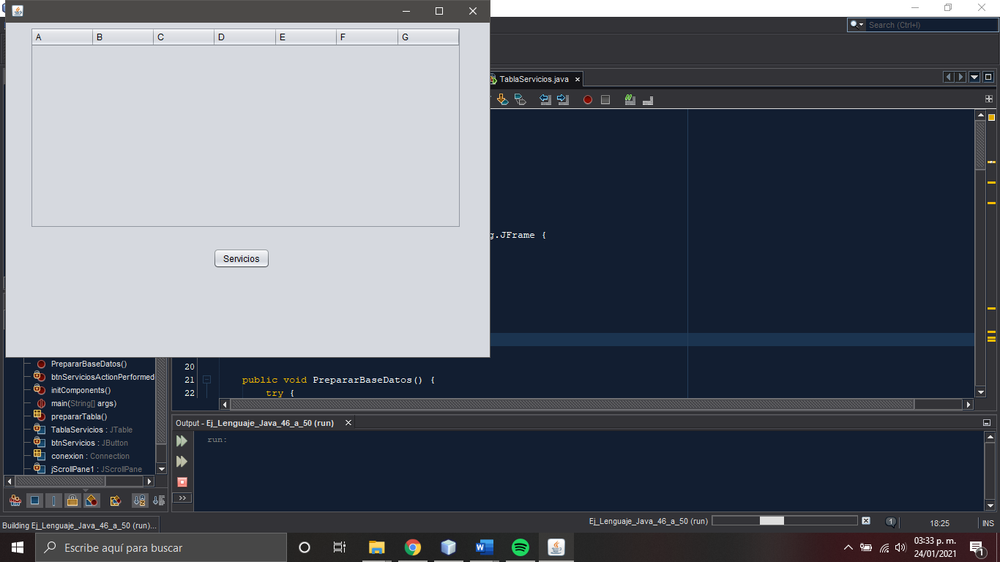 A B C D E F G
Servicios
Search (Ctrl+I)
TablaServicios.java
g.JFrame {
20
21 public void PrepararBaseDatos() {
22 try {
PrepararBaseDatos()
btnServiciosActionPerformed
initComponents()
main(String[] args)
prepararTabla()
TablaServicios : JTable
btnServicios : JButton
conexion : Connection
jScrollPane1 : JScrollPane
Output - Ej_Lenguaje_Java_46_a_50 (run)
run:
>>
Building Ej_Lenguaje_Java_46_a_50 (run)...
Ej_Lenguaje_Java_46_a_50 (run)
1
18:25
INS
Escribe aquí para buscar
03:33 p. m.
24/01/2021
1